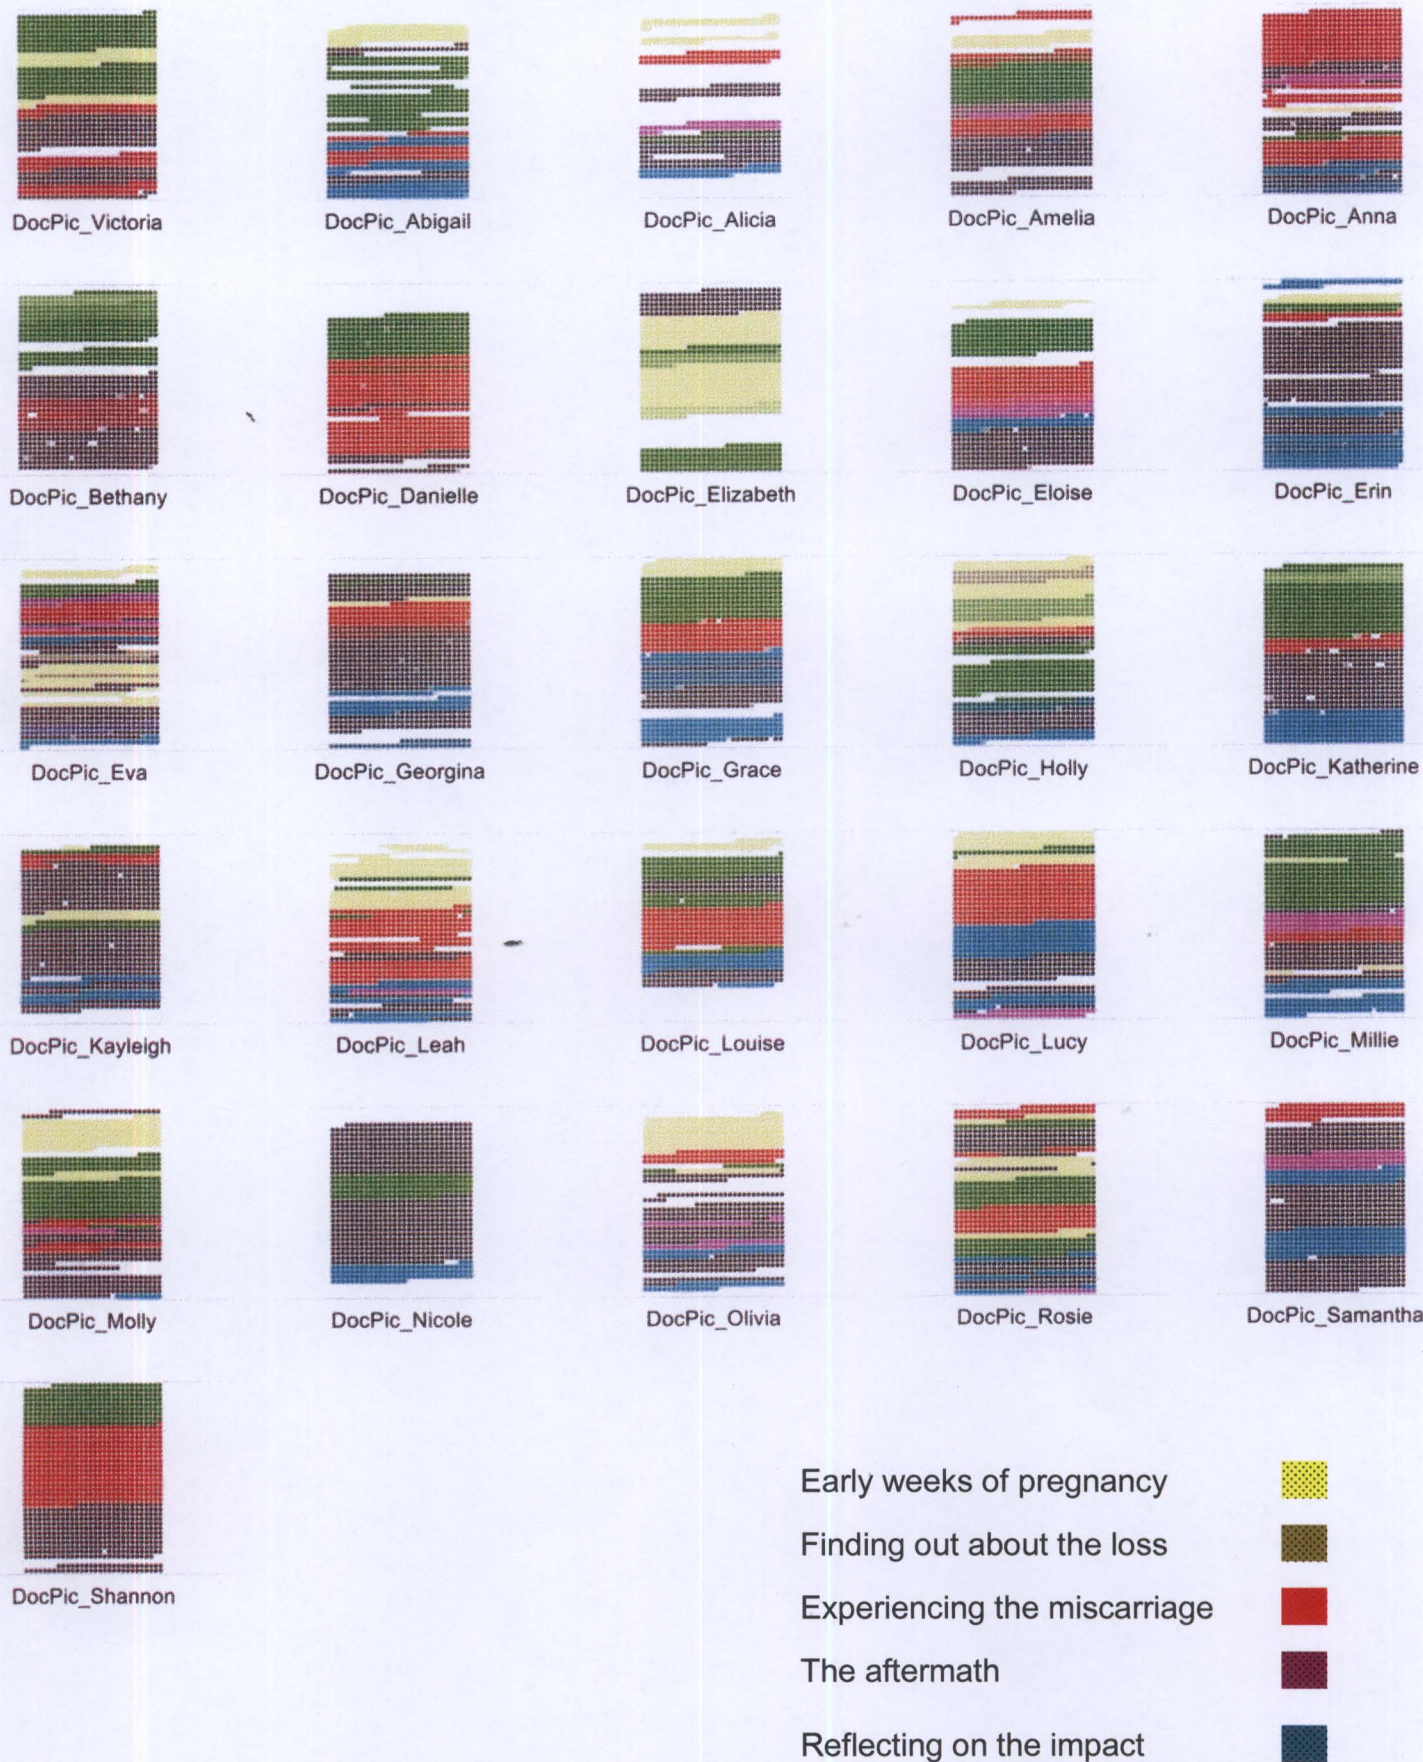 DocPic_Victoria
DocPic_Abigail
DocPic_Alicia
DocPic_Amelia
DocPic_Anna
DocPic_Bethany
DocPic_Danielle
DocPic_Elizabeth
DocPic_Eloise
DocPic_Erin
DocPic_Eva
DocPic_Georgina
DocPic_Grace
DocPic_Holly
DocPic_Katherine
DocPic_Kayleigh
DocPic_Leah
DocPic_Louise
DocPic_Lucy
DocPic_Millie
DocPic_Molly
DocPic_Nicole
DocPic_Olivia
DocPic_Rosie
DocPic_Samantha
DocPic_Shannon
Early weeks of pregnancy
Finding out about the loss
Experiencing the miscarriage
The aftermath
Reflecting on the impact